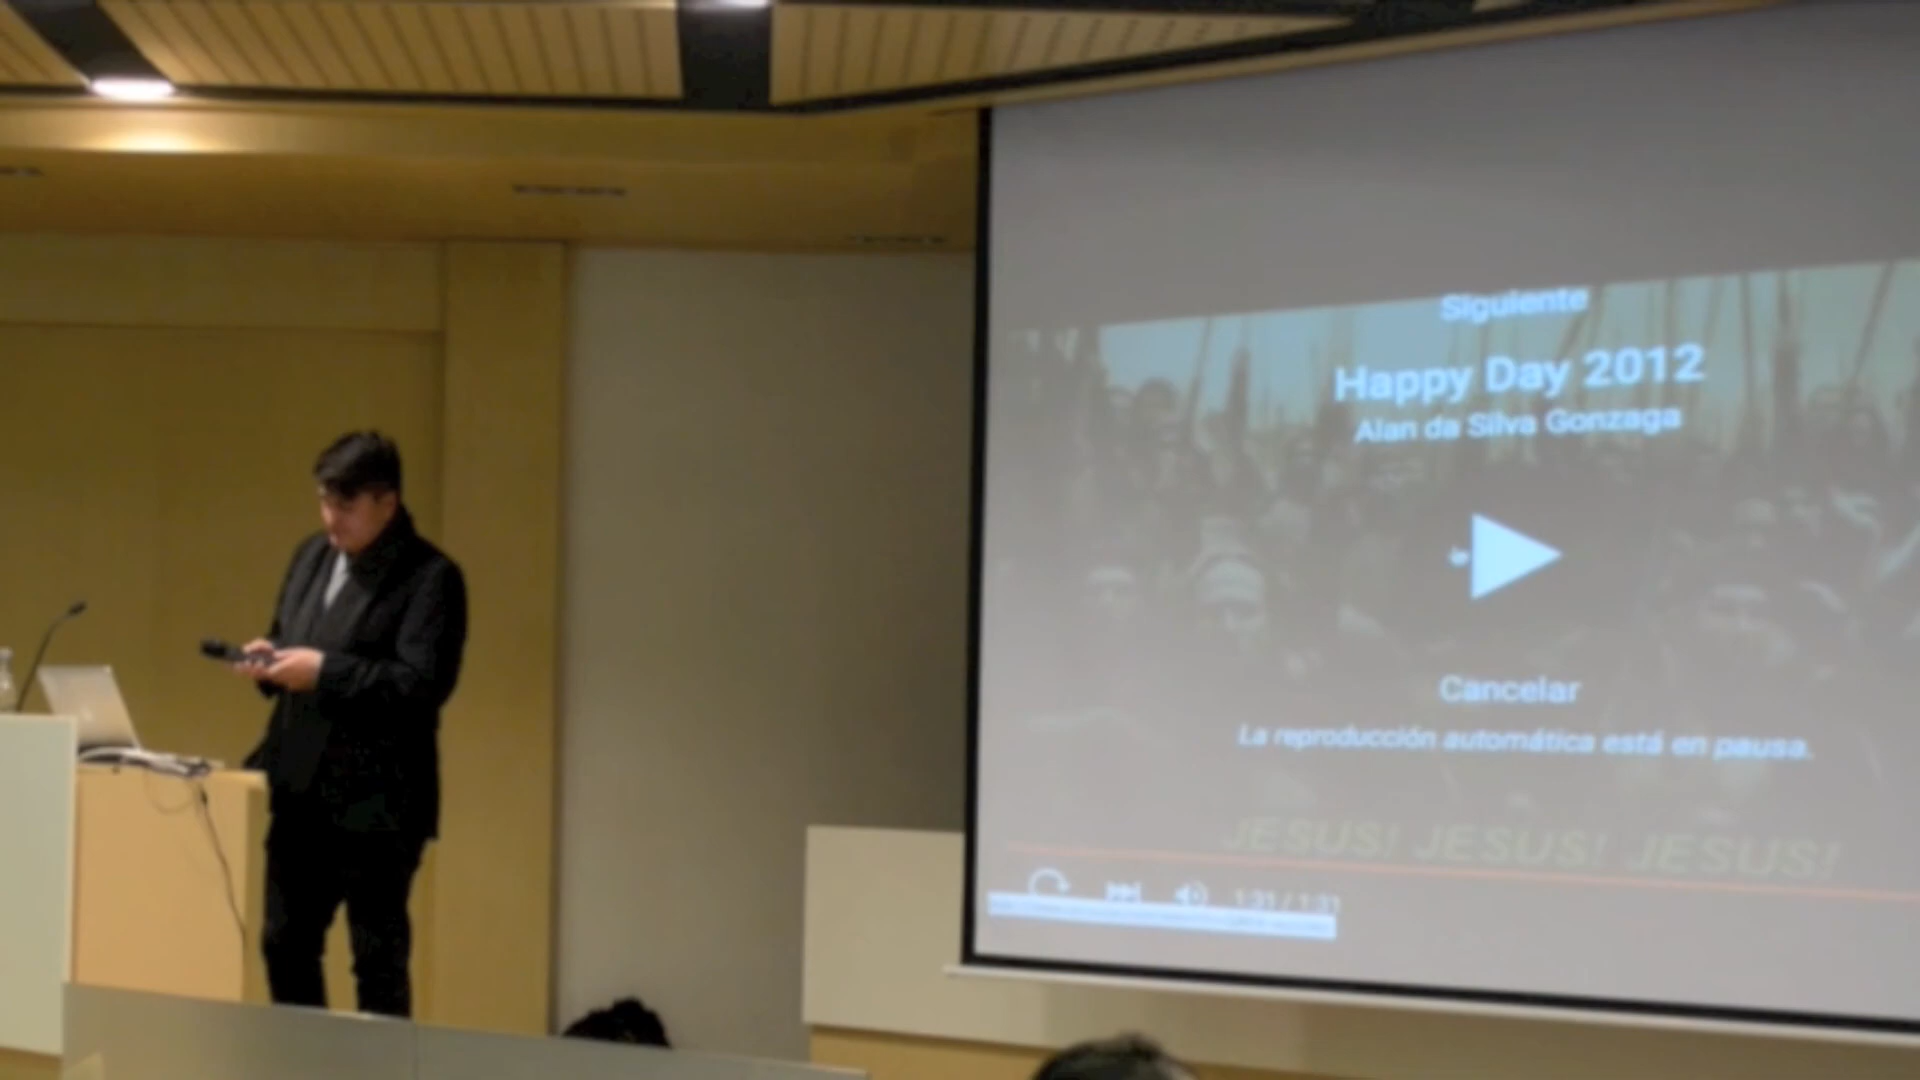 Siguiente
Happy Day 2012
Alan da Silva Gonzaga
Cancelar
La reproducción automática está en pausa.
JESUS! JESUS! JESUS!
1:31 / 1:31